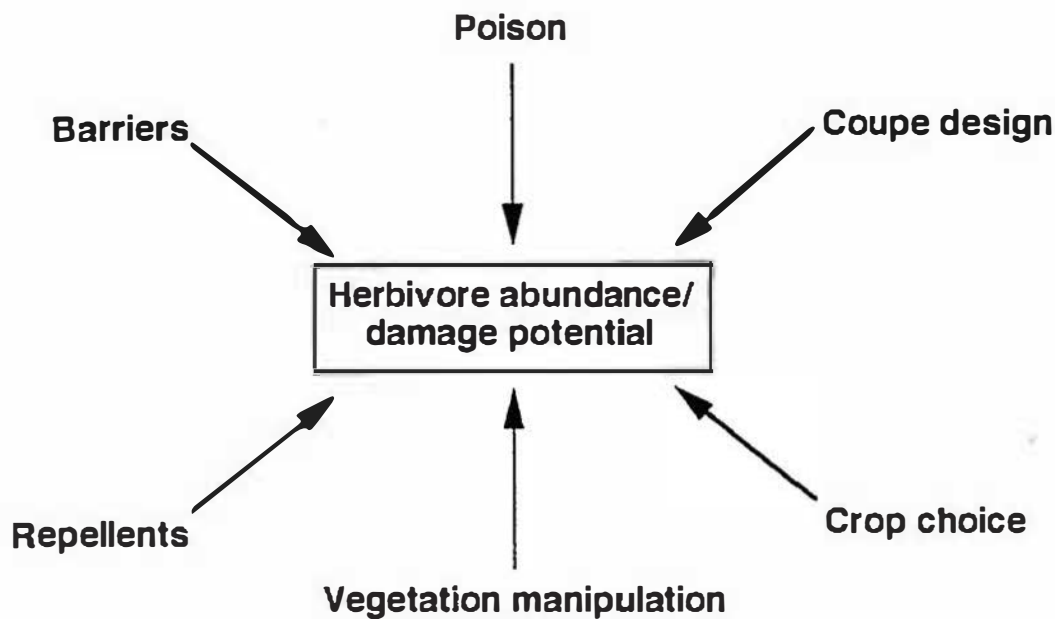 Poison
Barriers
Coupe design
Herbivore abundance/
damage potential
Repellents
Crop choice
Vegetation manipulation